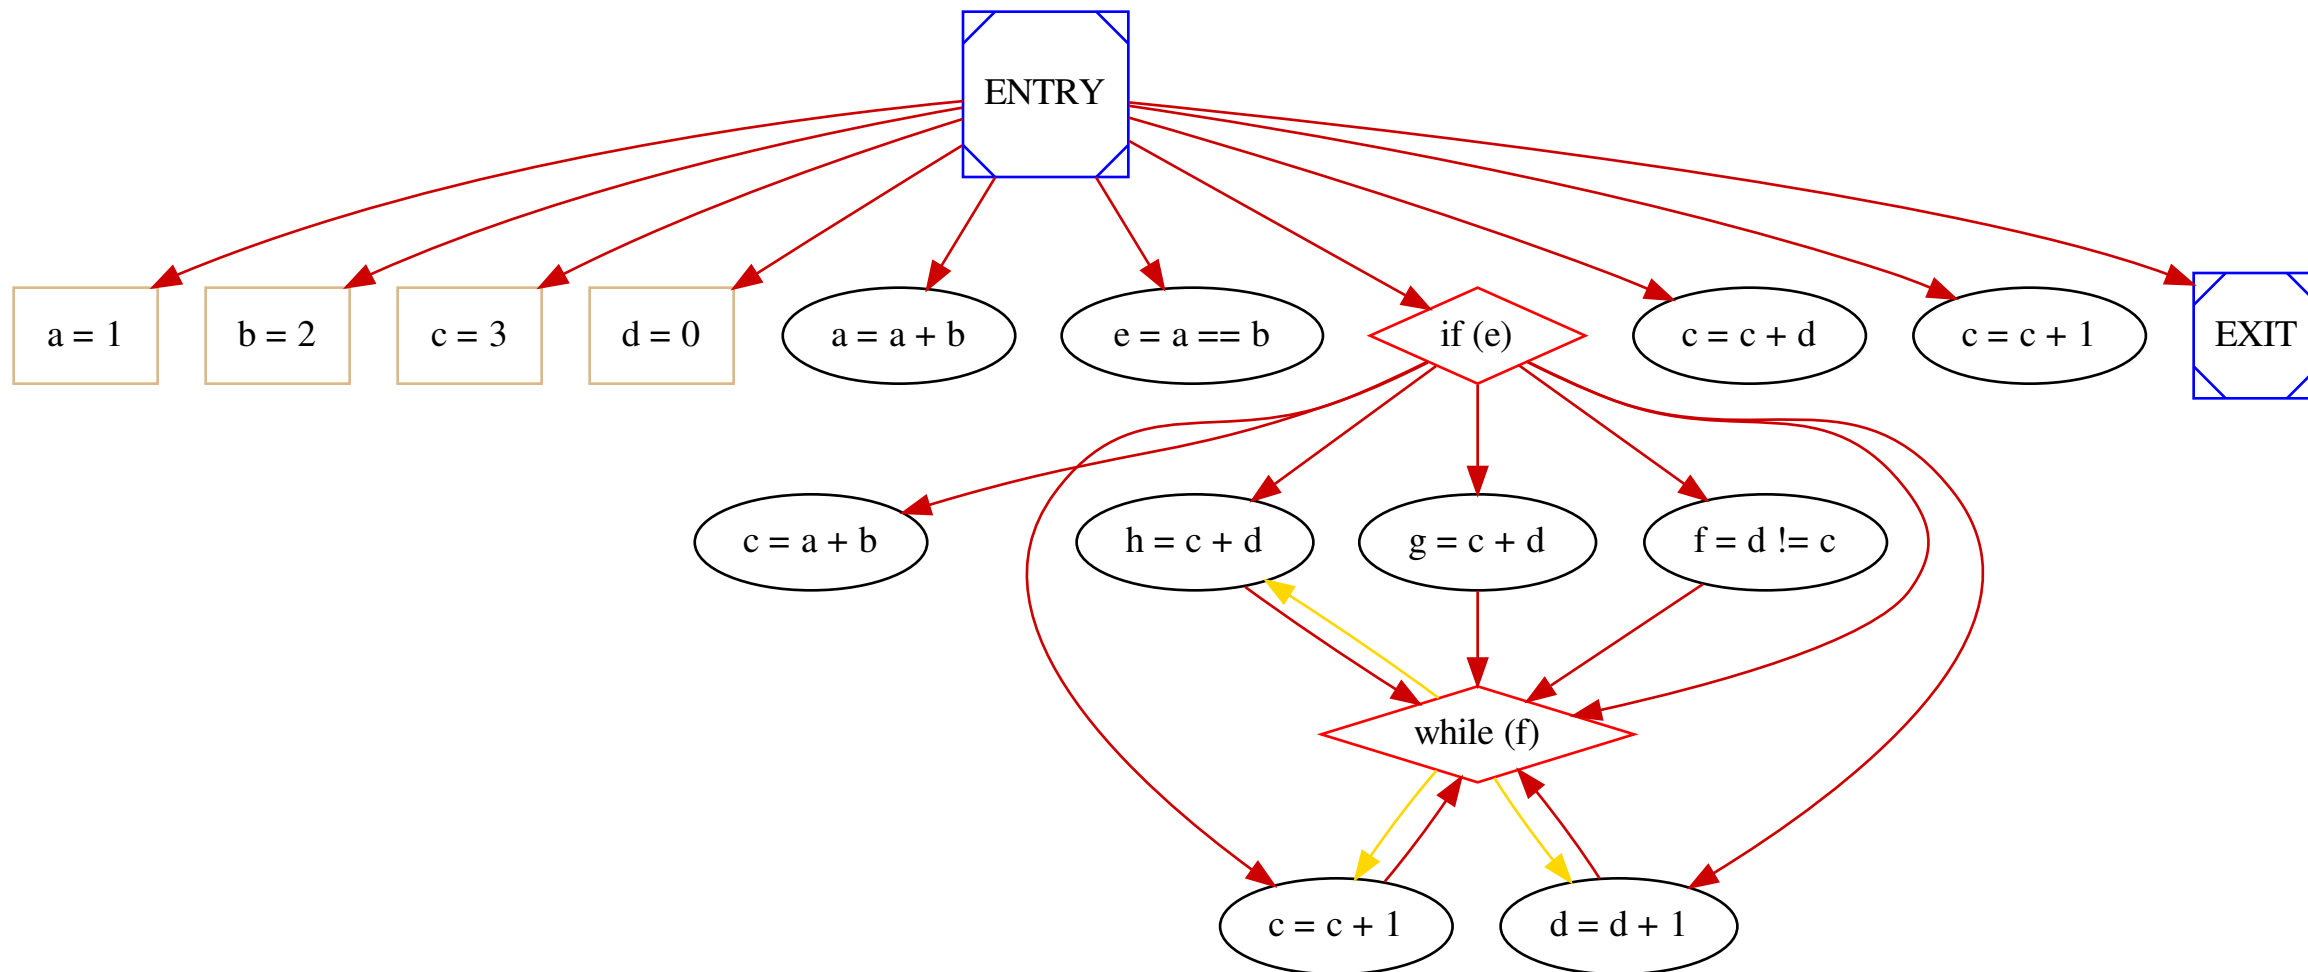 ENTRY
a = 1
b = 2
c = 3
d = 0
a = a + b
e = a == b
if (e)
c = c + d
c = c + 1
EXIT
c = a + b
h = c + d
g = c + d
f = d != c
while (f)
c = c + 1
d = d + 1